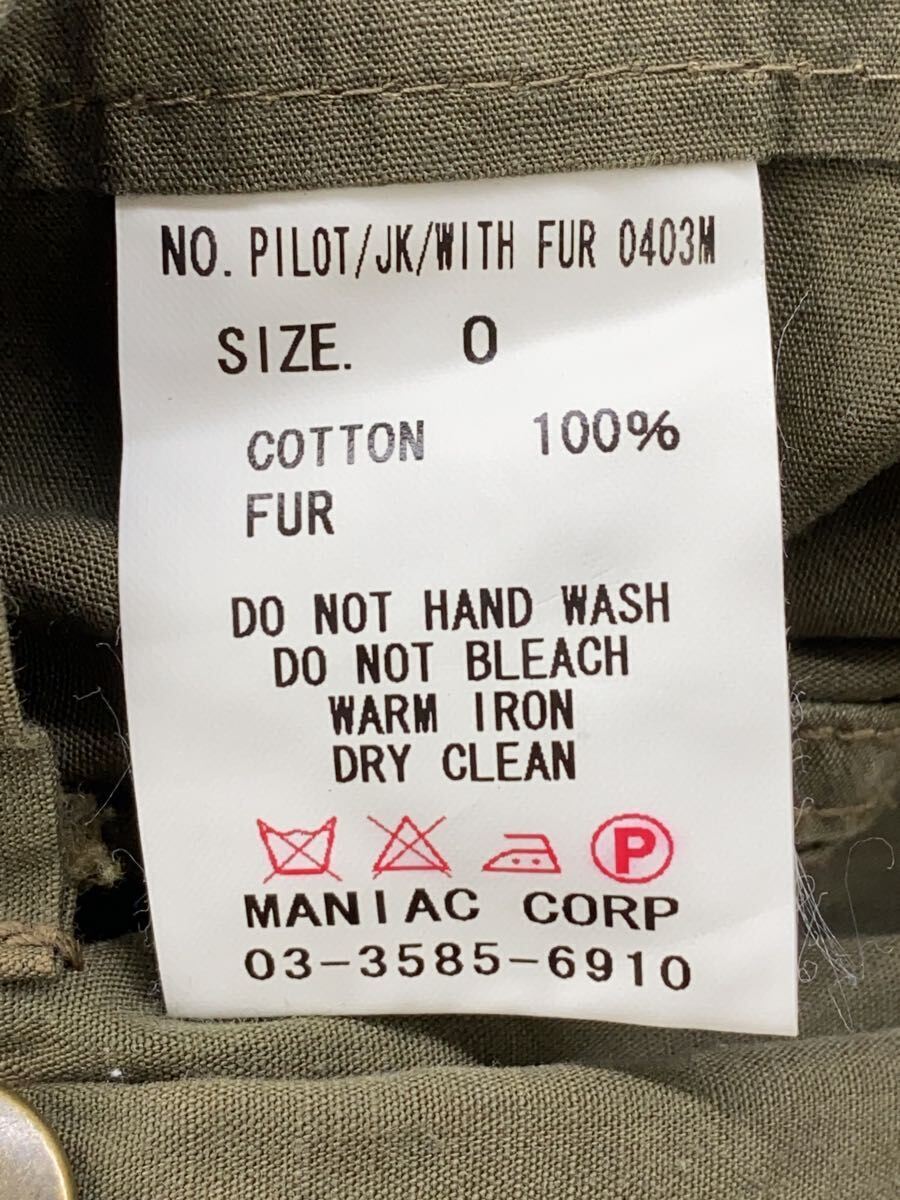 NO. PILOT/JK/WITH FUR 0403M
SIZE. 0
COTTON 100%
FUR
DO NOT HAND WASH
DO NOT BLEACH
WARM IRON
DRY CLEAN
P
MANIAC CORP
03-3585-6910